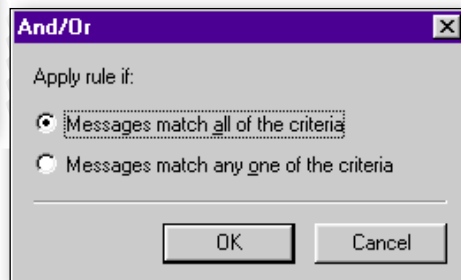 And/Or
Apply rule if:
Messages match all of the criteria
Messages match any one of the criteria
OK
Cancel